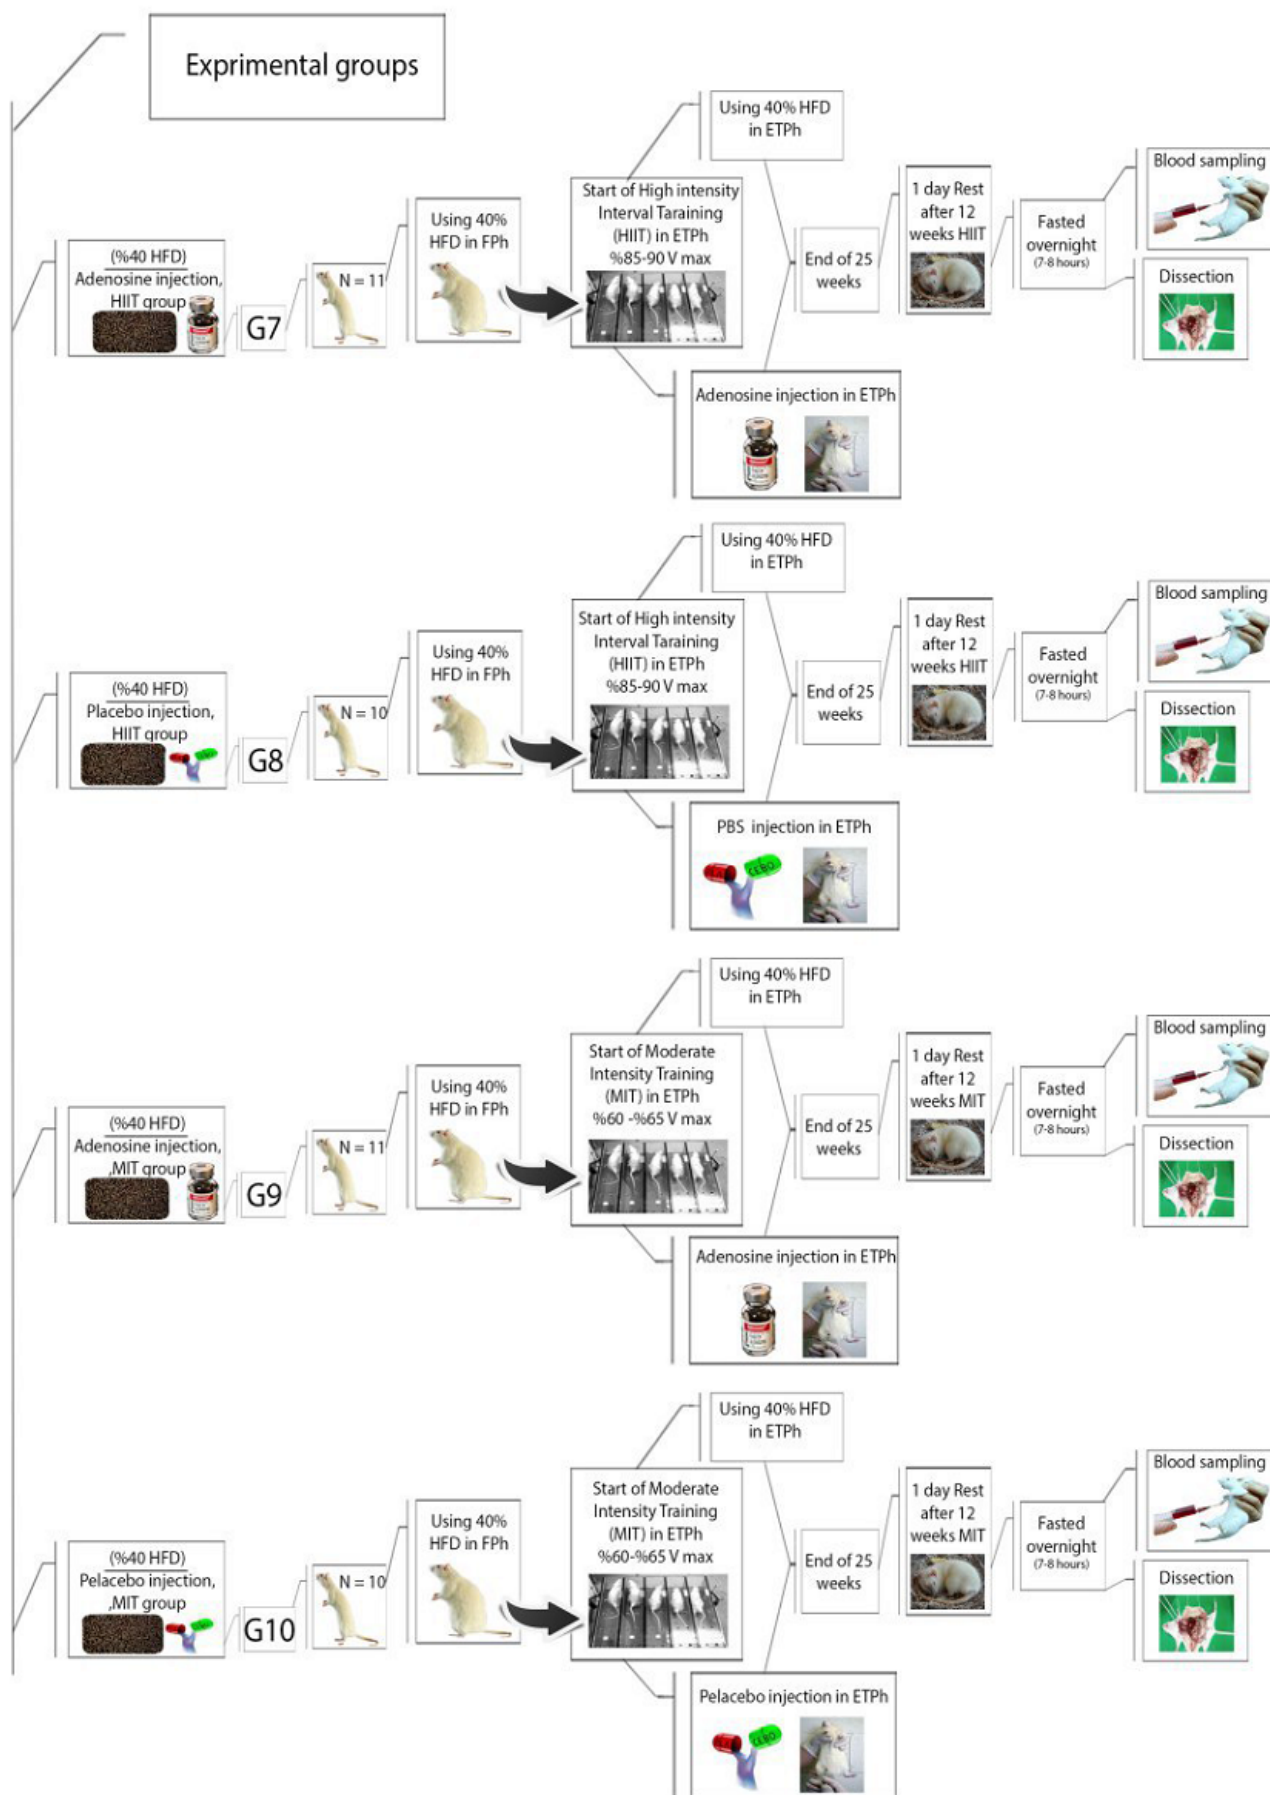 Exprimental groups
(%40 HFD)
Adenosine injection,
HIIT group
G7
N = 11
Using 40%
HFD in FPh
Start of High intensity
Interval Taraining
(HIIT) in ETPh
%85-90 V max
Using 40% HFD
in ETPh
Adenosine injection in ETPh
End of 25
weeks
1 day Rest
after 12
weeks HIIT
Fasted
overnight
(7-8 hours)
Blood sampling
Dissection
(%40 HFD)
Placebo injection,
HIIT group
G8
N = 10
Using 40%
HFD in FPh
Start of High intensity
Interval Taraining
(HIIT) in ETPh
%85-90 V max
Using 40% HFD
in ETPh
PBS injection in ETPh
CEBO
End of 25
weeks
1 day Rest
after 12
weeks HIIT
Fasted
overnight
(7-8 hours)
Blood sampling
Dissection
(%40 HFD)
Adenosine injection,
,MIT group
G9
N = 11
Using 40%
HFD in FPh
Start of Moderate
Intensity Training
(MIT) in ETPh
%60 -%65 V max
Using 40% HFD
in ETPh
Adenosine injection in ETPh
End of 25
weeks
1 day Rest
after 12
weeks MIT
Fasted
overnight
(7-8 hours)
Blood sampling
Dissection
(%40 HFD)
Pelacebo injection,
,MIT group
G10
N = 10
Using 40%
HFD in FPh
Start of Moderate
Intensity Training
(MIT) in ETPh
%60-%65 V max
Using 40% HFD
in ETPh
Pelacebo injection in ETPh
CEBO
End of 25
weeks
1 day Rest
after 12
weeks MIT
Fasted
overnight
(7-8 hours)
Blood sampling
Dissection